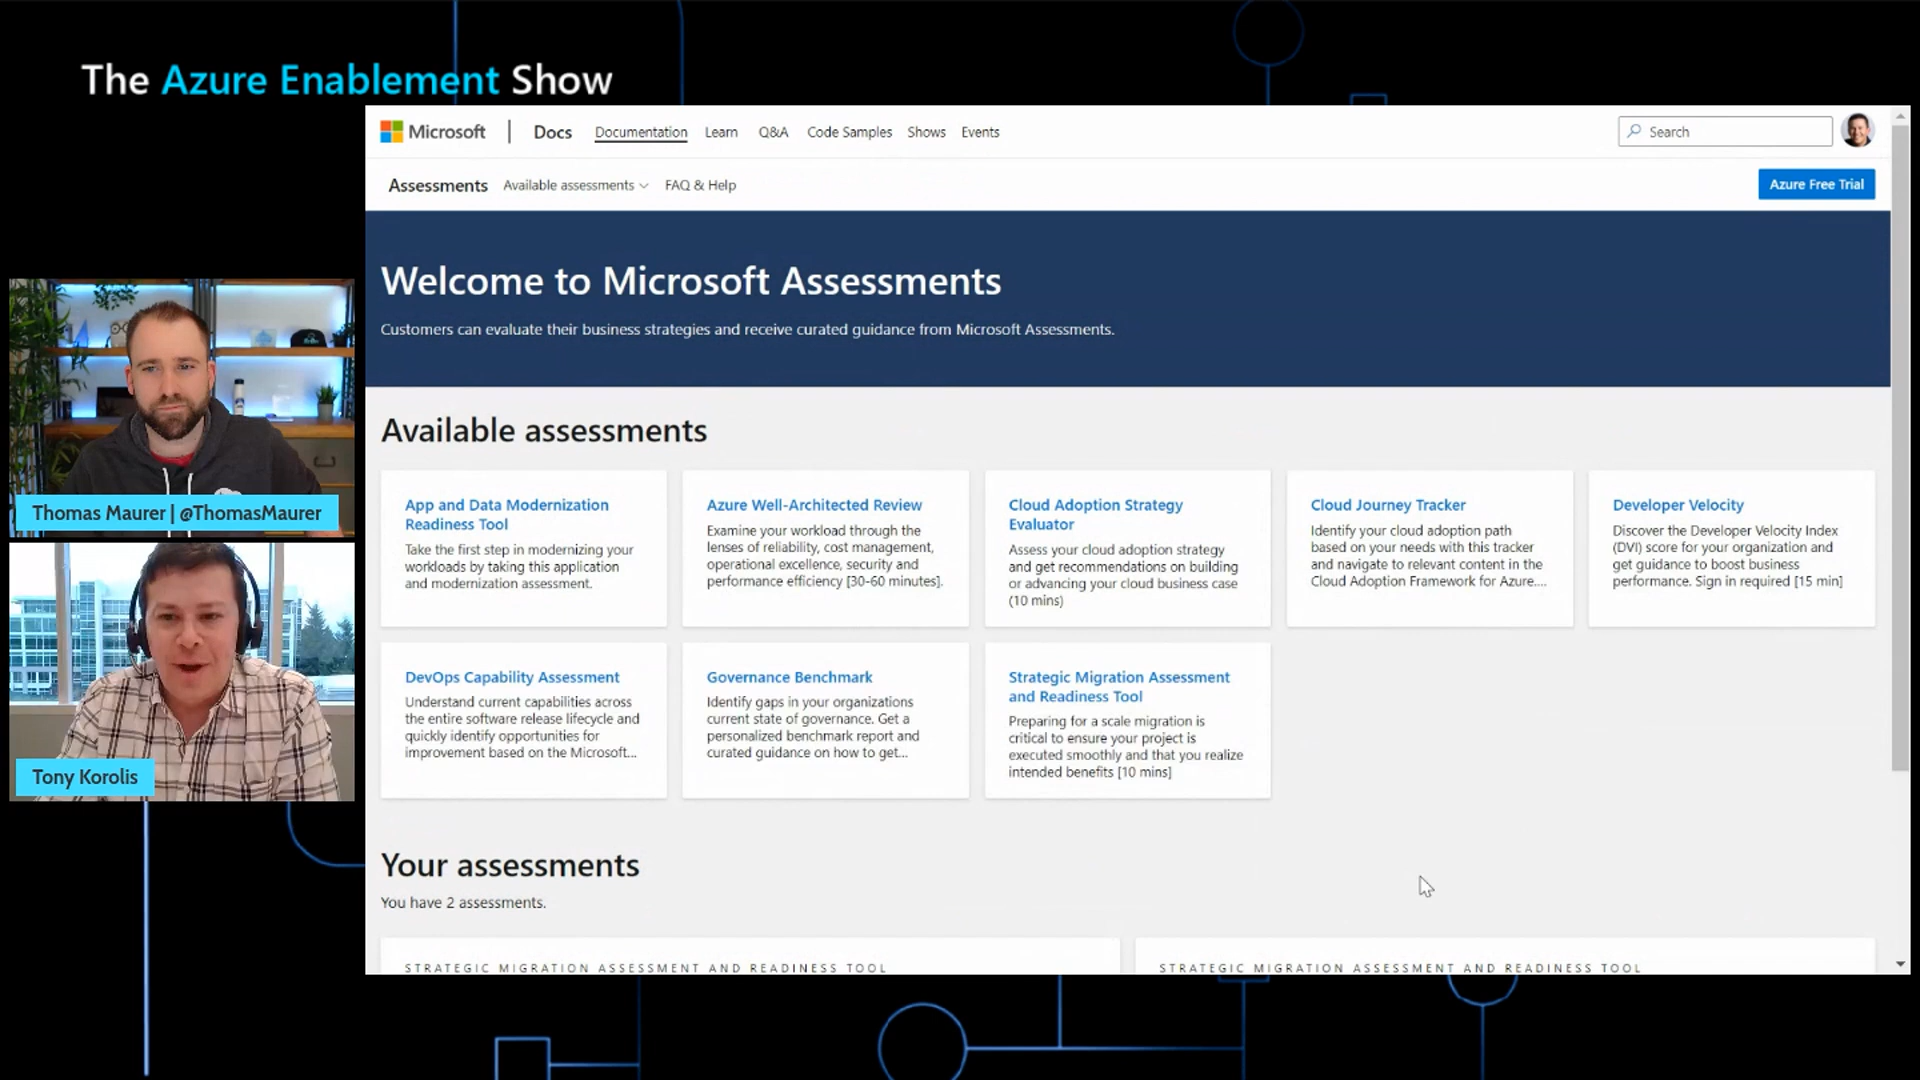 The Azure Enablement Show
Microsoft | Docs Documentation Learn Q&A Code Samples Shows Events Search
Assessments Available assessments FAQ & Help Azure Free Trial
Welcome to Microsoft Assessments
Customers can evaluate their business strategies and receive curated guidance from Microsoft Assessments.
Available assessments
App and Data Modernization
Readiness Tool
Take the first step in modernizing your
workloads by taking this application
and modernization assessment.
Azure Well-Architected Review
Examine your workload through the
lenses of reliability, cost management,
operational excellence, security and
performance efficiency [30-60 minutes].
Cloud Adoption Strategy
Evaluator
Assess your cloud adoption strategy
and get recommendations on building
or advancing your cloud business case
(10 mins)
Cloud Journey Tracker
Identify your cloud adoption path
based on your needs with this tracker
and navigate to relevant content in the
Cloud Adoption Framework for Azure....
Developer Velocity
Discover the Developer Velocity Index
(DVI) score for your organization and
get guidance to boost business
performance. Sign in required [15 min]
DevOps Capability Assessment
Understand current capabilities across
the entire software release lifecycle and
quickly identify opportunities for
improvement based on the Microsoft...
Governance Benchmark
Identify gaps in your organizations
current state of governance. Get a
personalized benchmark report and
curated guidance on how to get...
Strategic Migration Assessment
and Readiness Tool
Preparing for a scale migration is
critical to ensure your project is
executed smoothly and that you realize
intended benefits [10 mins]
Your assessments
You have 2 assessments.
STRATEGIC MIGRATION ASSESSMENT AND READINESS TOOL
STRATEGIC MIGRATION ASSESSMENT AND READINESS TOOL
Thomas Maurer | @ThomasMaurer
Tony Korolis